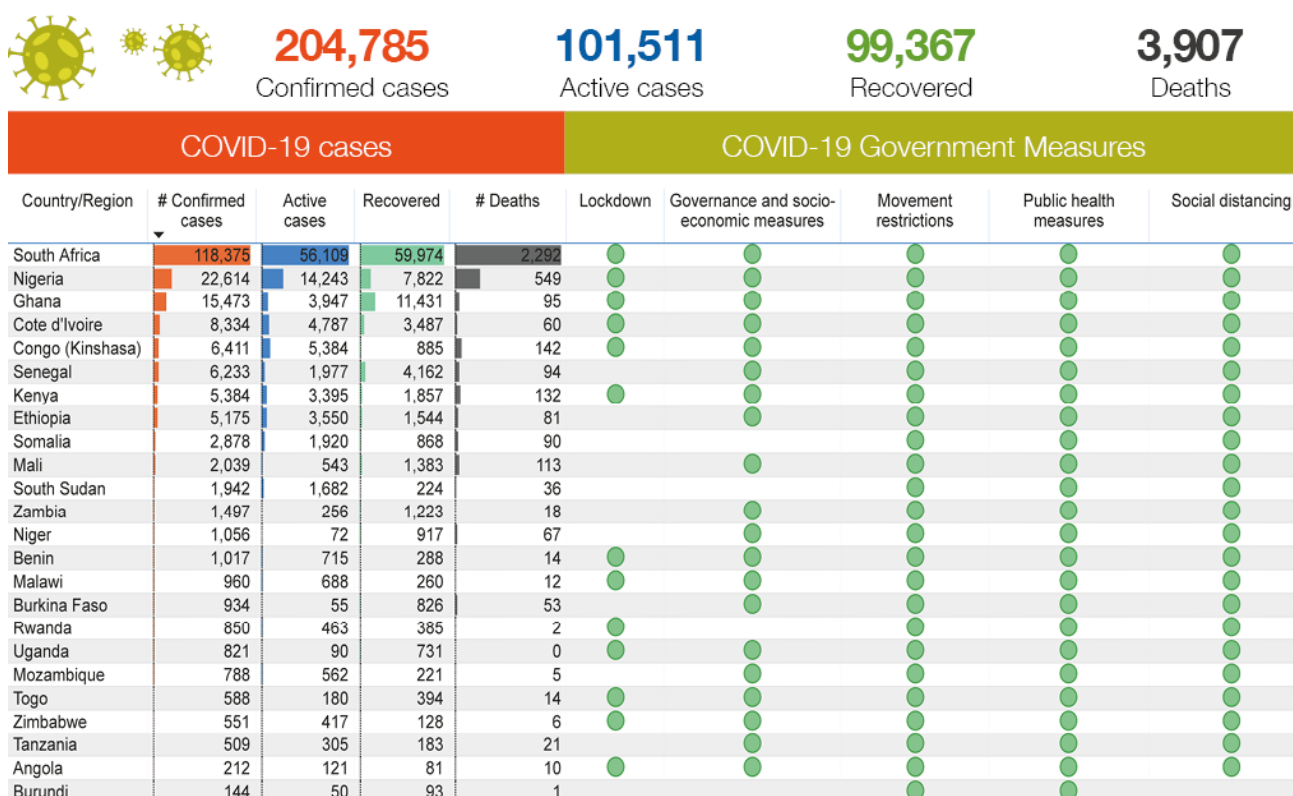 204,785 101,511 99,367 3,907
Confirmed cases Active cases Recovered Deaths
COVID-19 cases COVID-19 Government Measures
Country/Region # Confirmed cases Active cases Recovered # Deaths Lockdown Governance and socio-economic measures Movement restrictions Public health measures Social distancing
South Africa 118,375 56,109 59,974 2,292
Nigeria 22,614 14,243 7,822 549
Ghana 15,473 3,947 11,431 95
Cote d'Ivoire 8,334 4,787 3,487 60
Congo (Kinshasa) 6,411 5,384 885 142
Senegal 6,233 1,977 4,162 94
Kenya 5,384 3,395 1,857 132
Ethiopia 5,175 3,550 1,544 81
Somalia 2,878 1,920 868 90
Mali 2,039 543 1,383 113
South Sudan 1,942 1,682 224 36
Zambia 1,497 256 1,223 18
Niger 1,056 72 917 67
Benin 1,017 715 288 14
Malawi 960 688 260 12
Burkina Faso 934 55 826 53
Rwanda 850 463 385 2
Uganda 821 90 731 0
Mozambique 788 562 221 5
Togo 588 180 394 14
Zimbabwe 551 417 128 6
Tanzania 509 305 183 21
Angola 212 121 81 10
Burundi 144 50 93 1